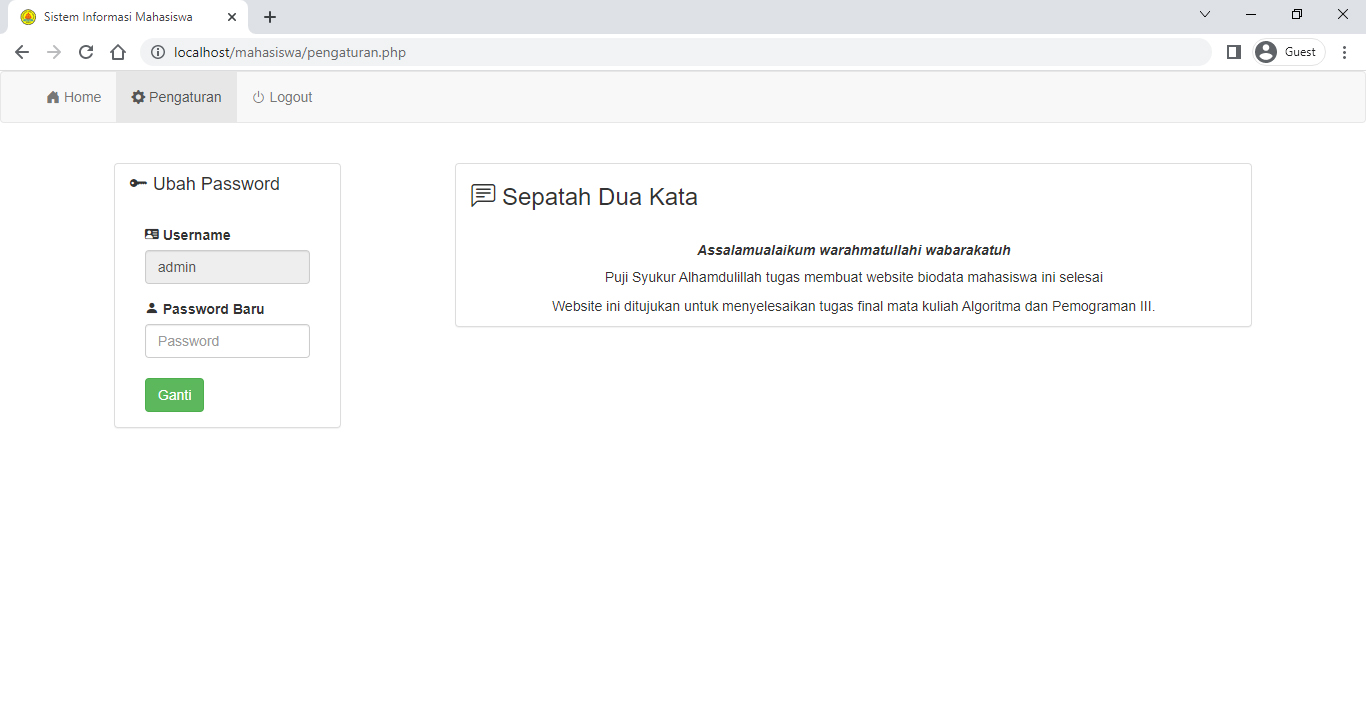 Sistem Informasi Mahasiswa
localhost/mahasiswa/pengaturan.php
Guest
Home
Pengaturan
Logout
Ubah Password
Username
admin
Password Baru
Password
Ganti
Sepatah Dua Kata
Assalamualaikum warahmatullahi wabarakatuh
Puji Syukur Alhamdulillah tugas membuat website biodata mahasiswa ini selesai
Website ini ditujukan untuk menyelesaikan tugas final mata kuliah Algoritma dan Pemograman III.